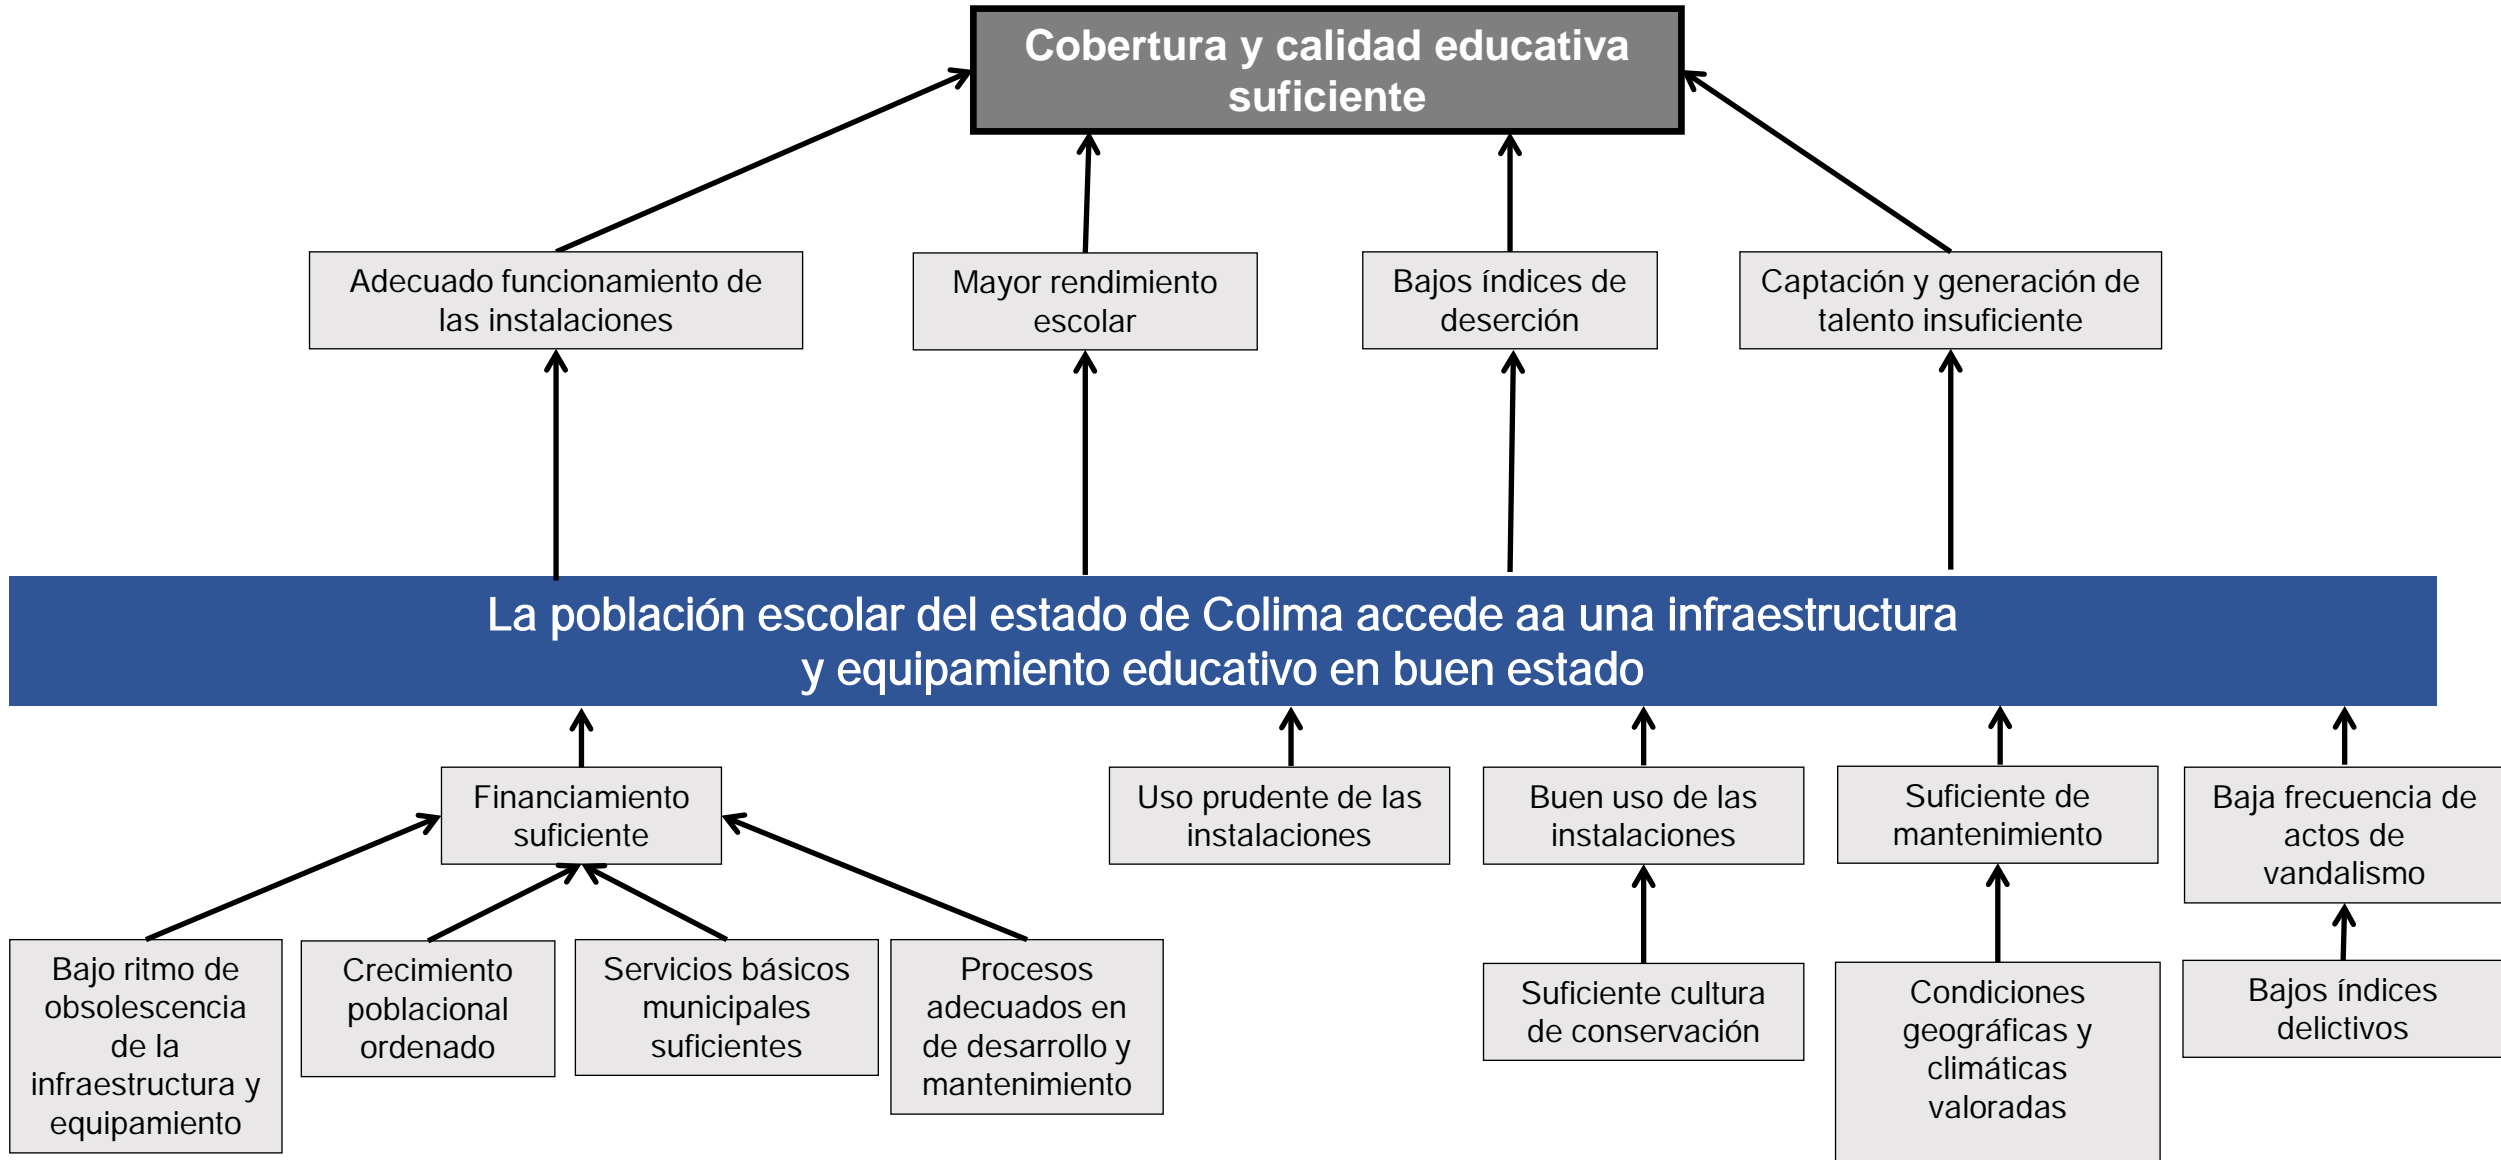 Cobertura y calidad educativa
suficiente
Adecuado funcionamiento de
las instalaciones
Mayor rendimiento
escolar
Bajos índices de
deserción
Captación y generación de
talento insuficiente
La población escolar del estado de Colima accede aa una infraestructura
y equipamiento educativo en buen estado
Financiamiento
suficiente
Uso prudente de las
instalaciones
Buen uso de las
instalaciones
Suficiente de
mantenimiento
Baja frecuencia de
actos de
vandalismo
Bajo ritmo de
obsolescencia
de la
infraestructura y
equipamiento
Crecimiento
poblacional
ordenado
Servicios básicos
municipales
suficientes
Procesos
adecuados en
de desarrollo y
mantenimiento
Suficiente cultura
de conservación
Condiciones
geográficas y
climáticas
valoradas
Bajos índices
delictivos